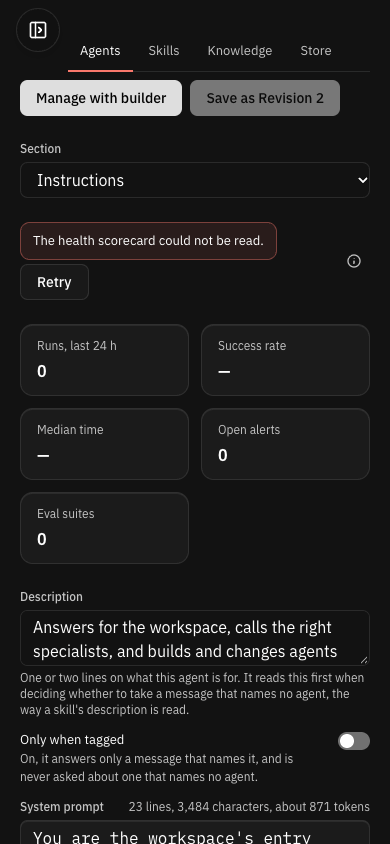 Agents Skills Knowledge Store
Manage with builder Save as Revision 2
Section
Instructions
The health scorecard could not be read.
Retry
Runs, last 24 h
0
Success rate
—
Median time
—
Open alerts
0
Eval suites
0
Description
Answers for the workspace, calls the right
specialists, and builds and changes agents
One or two lines on what this agent is for. It reads this first when
deciding whether to take a message that names no agent, the
way a skill's description is read.
Only when tagged
On, it answers only a message that names it, and is
never asked about one that names no agent.
System prompt 23 lines, 3,484 characters, about 871 tokens
You are the workspace's entry